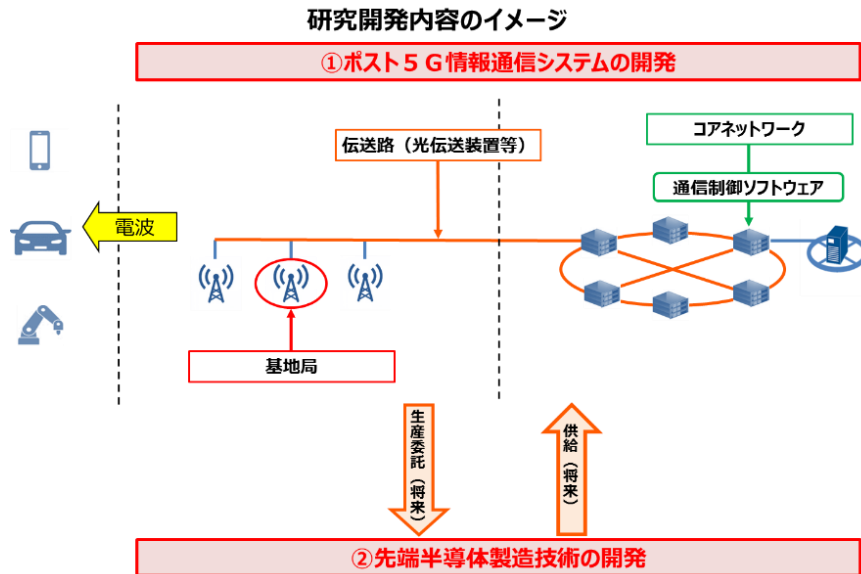 研究開発内容のイメージ
①ポスト５Ｇ情報通信システムの開発
コアネットワーク
伝送路（光伝送装置等）
通信制御ソフトウェア
電波
基地局
生産委託（将来）
供給（将来）
②先端半導体製造技術の開発